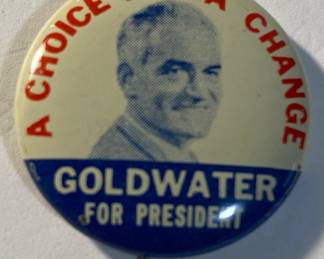 A CHOICE A CHANGE
GOLDWATER
FOR PRESIDENT